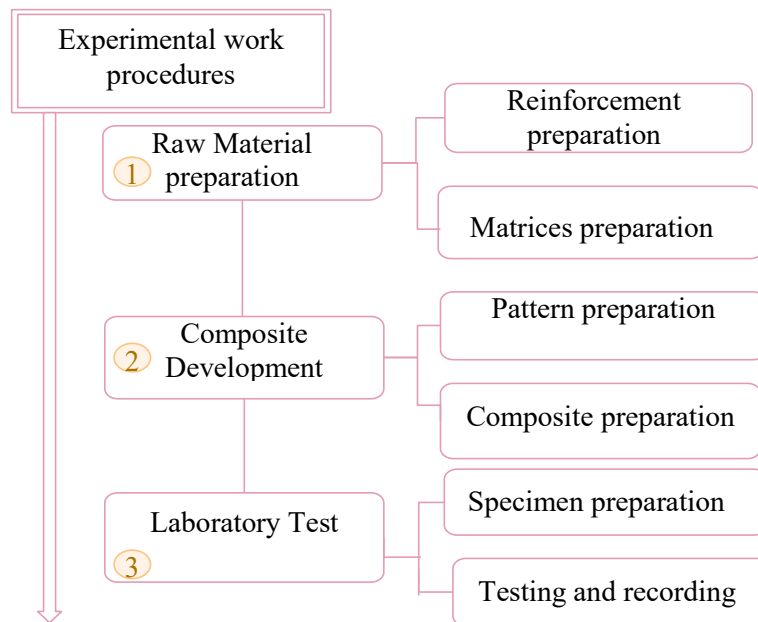 Experimental work
procedures
Raw Material
preparation
1
Reinforcement
preparation
Matrices preparation
Composite
Development
2
Pattern preparation
Composite preparation
Laboratory Test
3
Specimen preparation
Testing and recording